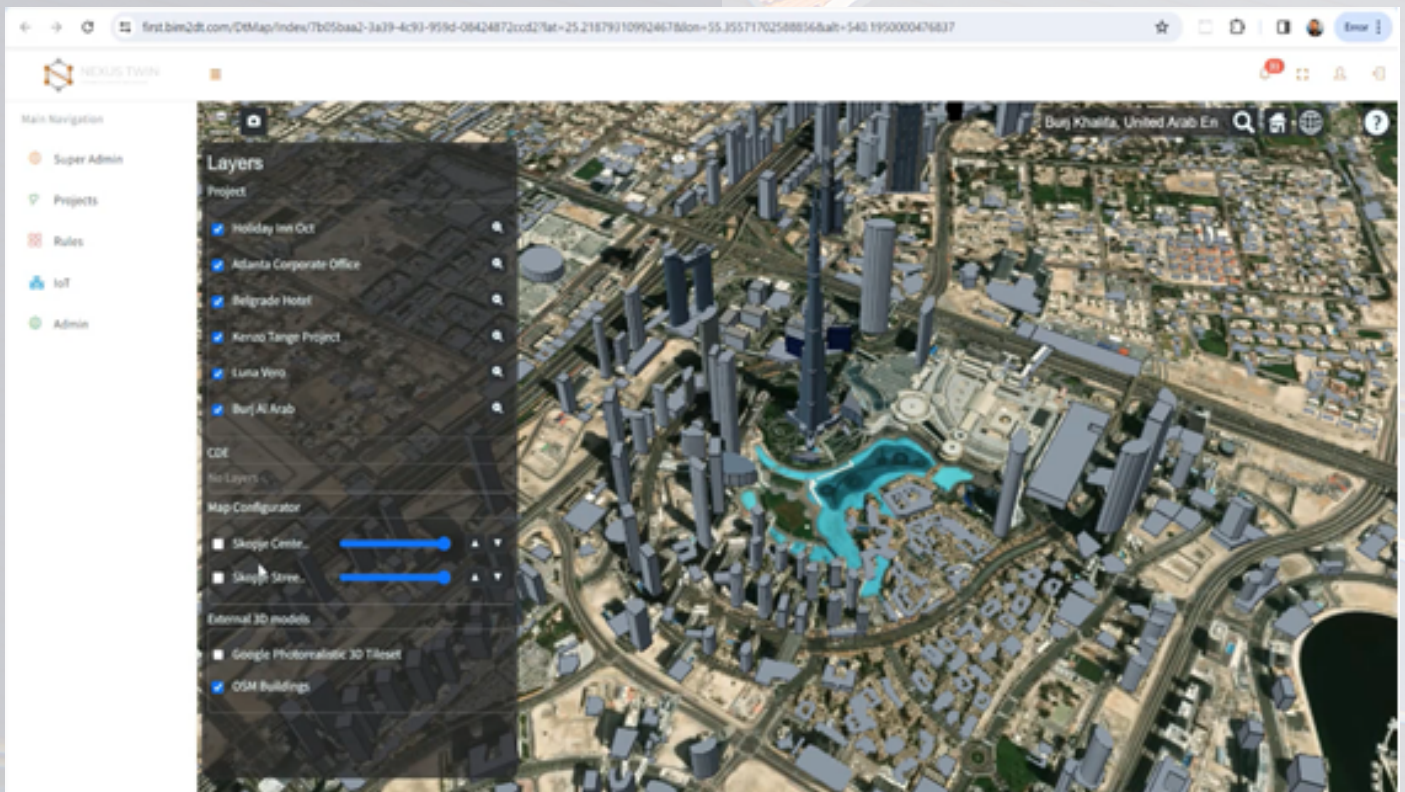 first.bim2dt.com/DtMap/Index/7b05baa2-3a39-4c93-959d-08424872ccd2?lat=25.21879310992467&lon=55.35571702588856&alt=540.1950000476837
Error
NEXUS TWIN
Main Navigation
Super Admin
Projects
Rules
IoT
Admin
Burj Khalifa, United Arab En
?
Layers
Project
Holiday Inn Oct
Atlanta Corporate Office
Belgrade Hotel
Kenzo Tange Project
Luna Vero
Burj Al Arab
CDE
No Layers
Map Configurator
Skopje Cente..
Skopje Stree..
External 3D models
Google Photorealistic 3D Tileset
OSM Buildings